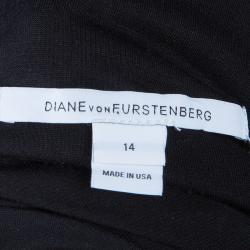 DIANE VON FURSTENBERG
14
MADE IN USA